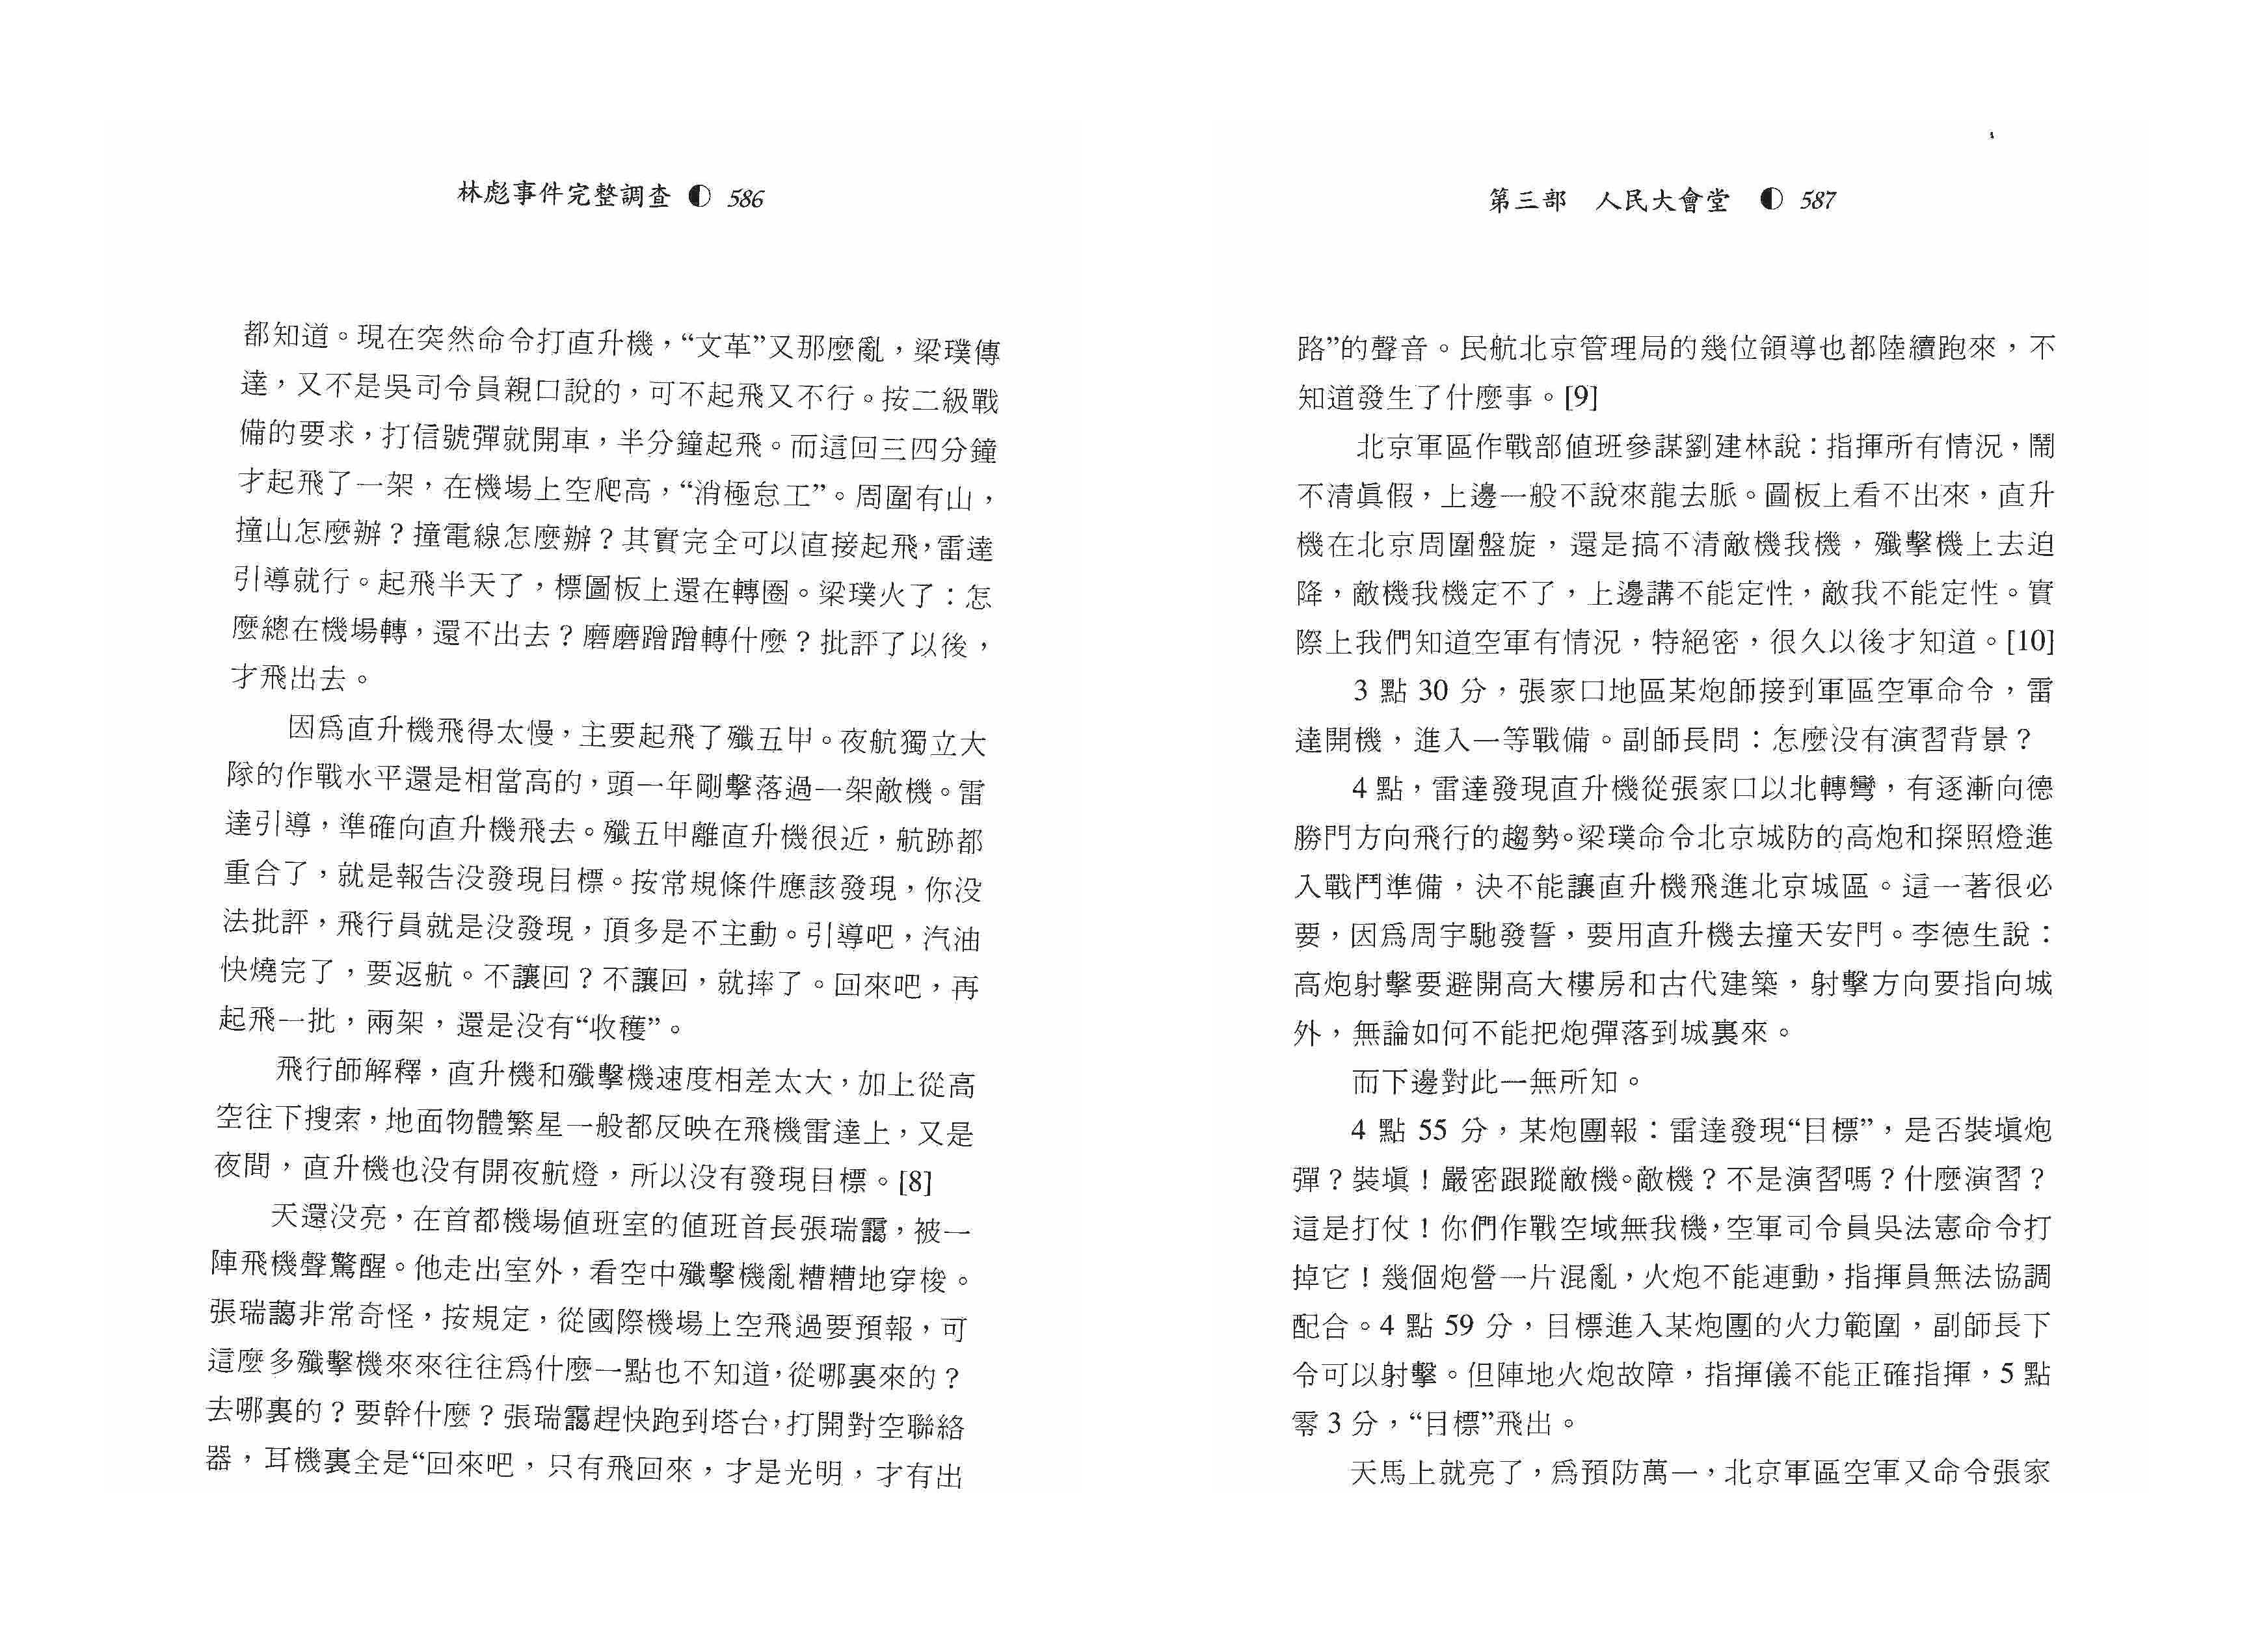 林彪事件完整調查 ◐ 586
都知道。現在突然命令打直升機，“文革”又那麼亂，梁璞傳
達，又不是吳司令員親口說的，可不起飛又不行。按二級戰
備的要求，打信號彈就開車，半分鐘起飛。而這回三四分鐘
才起飛了一架，在機場上空爬高，“消極怠工”。周圍有山，
撞山怎麼辦？撞電線怎麼辦？其實完全可以直接起飛，雷達
引導就行。起飛半天了，標圖板上還在轉圈。梁璞火了：怎
麼總在機場轉，還不出去？磨磨蹭蹭轉什麼？批評了以後，
才飛出去。
因爲直升機飛得太慢，主要起飛了殲五甲。夜航獨立大
隊的作戰水平還是相當高的，頭一年剛擊落過一架敵機。雷
達引導，準確向直升機飛去。殲五甲離直升機很近，航跡都
重合了，就是報告没發現目標。按常規條件應該發現，你没
法批評，飛行員就是没發現，頂多是不主動。引導吧，汽油
快燒完了，要返航。不讓回？不讓回，就摔了。回來吧，再
起飛一批，兩架，還是没有“收穫”。
飛行師解釋，直升機和殲擊機速度相差太大，加上從高
空往下搜索，地面物體繁星一般都反映在飛機雷達上，又是
夜間，直升機也没有開夜航燈，所以没有發現目標。[8]
天還没亮，在首都機場値班室的値班首長張瑞靄，被一
陣飛機聲驚醒。他走出室外，看空中殲擊機亂糟糟地穿梭。
張瑞藹非常奇怪，按規定，從國際機場上空飛過要預報，可
這麼多殲擊機來來往往爲什麼一點也不知道，從哪裏來的？
去哪裏的？要幹什麼？張瑞靄趕快跑到塔台，打開對空聯絡
器，耳機裏全是“回來吧，只有飛回來，才是光明，才有出
第三部　人民大會堂 ◐ 587
路”的聲音。民航北京管理局的幾位領導也都陸續跑來，不
知道發生了什麼事。[9]
北京軍區作戰部値班參謀劉建林說：指揮所有情況，鬧
不清眞假，上邊一般不說來龍去脈。圖板上看不出來，直升
機在北京周圍盤旋，還是搞不清敵機我機，殲擊機上去迫
降，敵機我機定不了，上邊講不能定性，敵我不能定性。實
際上我們知道空軍有情況，特絕密，很久以後才知道。[10]
3 點 30 分，張家口地區某炮師接到軍區空軍命令，雷
達開機，進入一等戰備。副師長問：怎麼没有演習背景？
4 點，雷達發現直升機從張家口以北轉彎，有逐漸向德
勝門方向飛行的趨勢。梁璞命令北京城防的高炮和探照燈進
入戰鬥準備，決不能讓直升機飛進北京城區。這一著很必
要，因爲周宇馳發誓，要用直升機去撞天安門。李德生說：
高炮射擊要避開高大樓房和古代建築，射擊方向要指向城
外，無論如何不能把炮彈落到城裏來。
而下邊對此一無所知。
4 點 55 分，某炮團報：雷達發現“目標”，是否裝塡炮
彈？裝塡！嚴密跟蹤敵機。敵機？不是演習嗎？什麼演習？
這是打仗！你們作戰空域無我機，空軍司令員吳法憲命令打
掉它！幾個炮營一片混亂，火炮不能連動，指揮員無法協調
配合。4 點 59 分，目標進入某炮團的火力範圍，副師長下
令可以射擊。但陣地火炮故障，指揮儀不能正確指揮，5 點
零 3 分，“目標”飛出。
天馬上就亮了，爲預防萬一，北京軍區空軍又命令張家